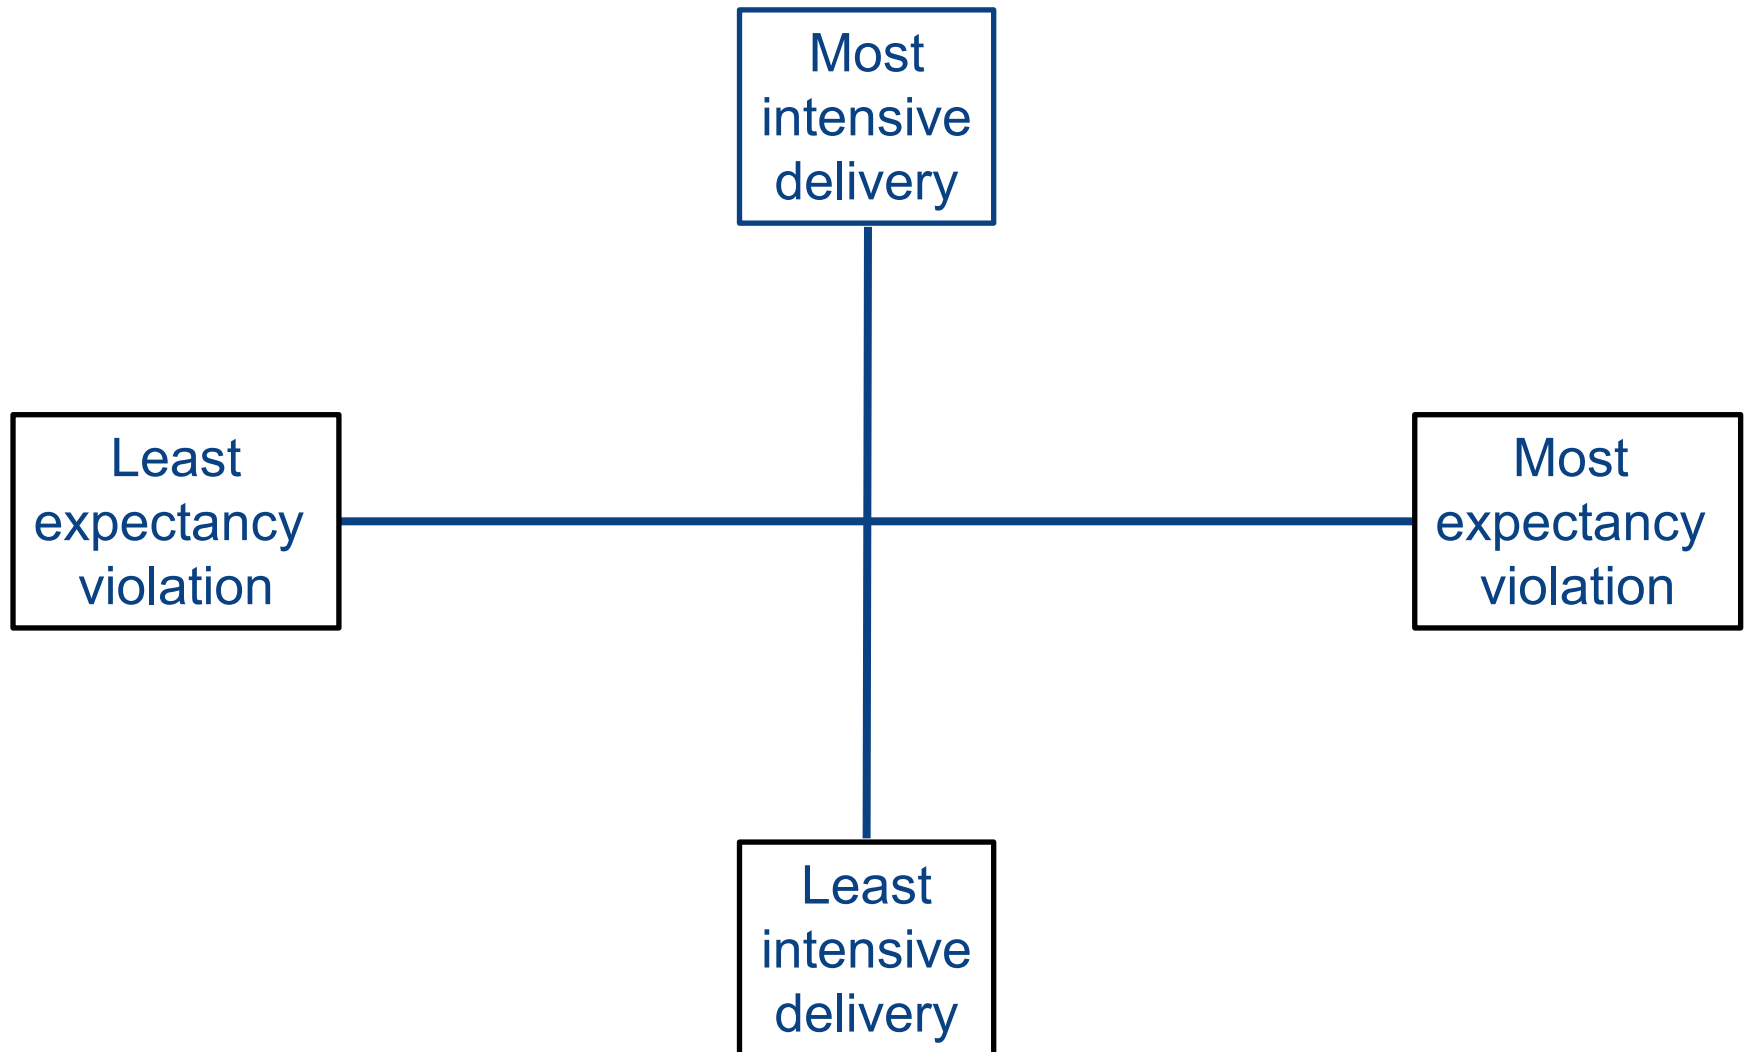 Most
intensive
delivery
Least
expectancy
violation
Most
expectancy
violation
Least
intensive
delivery